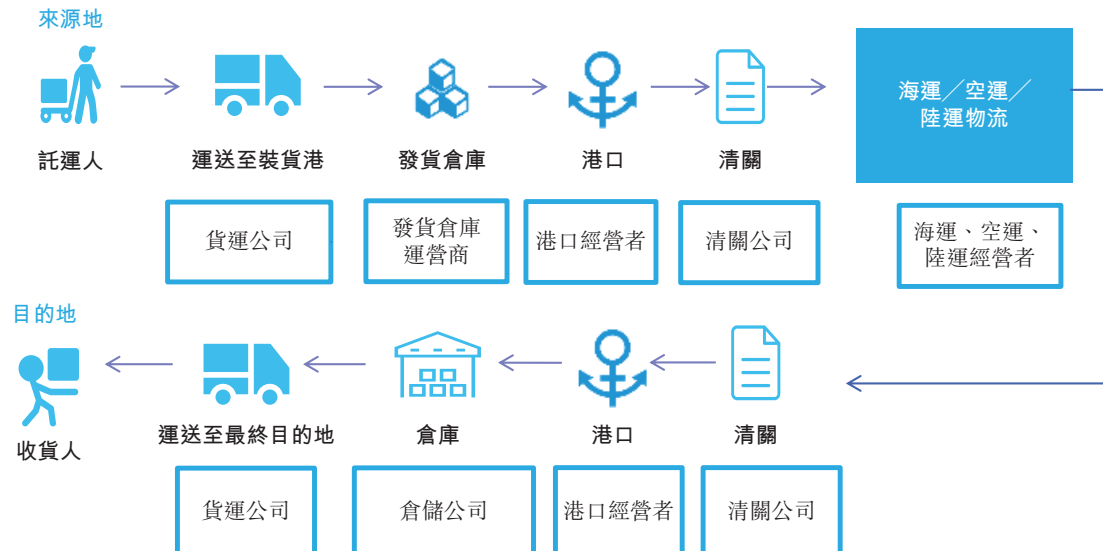 來源地
託運人
運送至裝貨港
發貨倉庫
港口
清關
海運／空運／
陸運物流
貨運公司
發貨倉庫
運營商
港口經營者
清關公司
海運、空運、
陸運經營者
目的地
收貨人
運送至最終目的地
倉庫
港口
清關
貨運公司
倉儲公司
港口經營者
清關公司